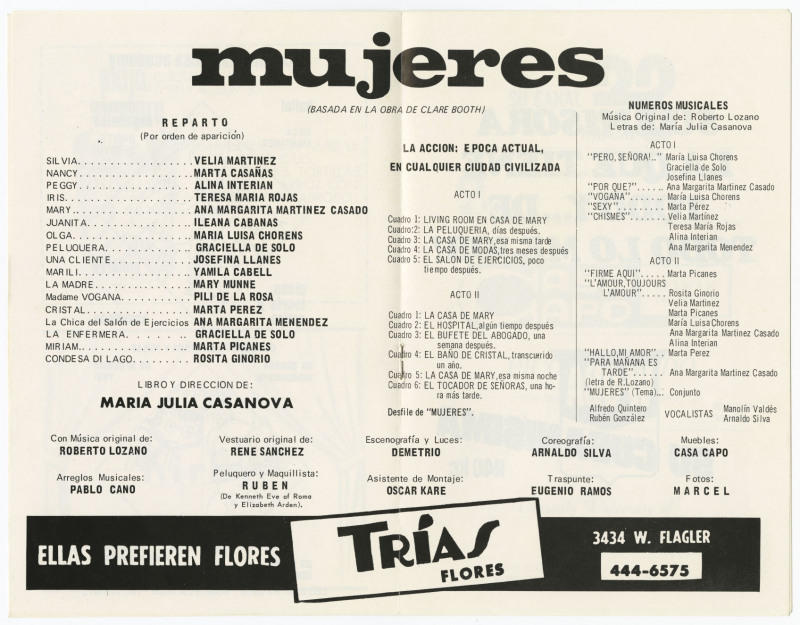 mujeres
(BASADA EN LA OBRA DE CLARE BOOTH)
REPARTO
(Por orden de aparición)
SILVIA. . . . . . . . . . . . . . . . VELIA MARTINEZ
NANCY. . . . . . . . . . . . . . . . MARTA CASAÑAS
PEGGY. . . . . . . . . . . . . . . . ALINA INTERIAN
IRIS. . . . . . . . . . . . . . . . . . TERESA MARIA ROJAS
MARY. . . . . . . . . . . . . . . . . ANA MARGARITA MARTINEZ CASADO
JUANITA. . . . . . . . . . . . . . ILEANA CABANAS
OLGA. . . . . . . . . . . . . . . . . MARIA LUISA CHORENS
PELUQUERA. . . . . . . . . . . GRACIELLA DE SOLO
UNA CLIENTE. . . . . . . . . . JOSEFINA LLANES
MARILI. . . . . . . . . . . . . . . YAMILA CABELL
LA MADRE. . . . . . . . . . . . MARY MUNNE
Madame VOGANA. . . . . . . . PILI DE LA ROSA
CRISTAL. . . . . . . . . . . . . . MARTA PEREZ
La Chica del Salón de Ejercicios ANA MARGARITA MENENDEZ
LA ENFERMERA. . . . . . . . GRACIELLA DE SOLO
MIRIAM. . . . . . . . . . . . . . . MARTA PICANES
CONDESA DI LAGO. . . . . . ROSITA GINORIO
LIBRO Y DIRECCION DE:
MARIA JULIA CASANOVA
LA ACCION: EPOCA ACTUAL,
EN CUALQUIER CIUDAD CIVILIZADA
ACTO I
Cuadro 1: LIVING ROOM EN CASA DE MARY
Cuadro 2: LA PELUQUERIA, días después.
Cuadro 3: LA CASA DE MARY, esa misma tarde
Cuadro 4: LA CASA DE MODAS, tres meses después
Cuadro 5: EL SALON DE EJERCICIOS, poco
tiempo después.
ACTO II
Cuadro 1: LA CASA DE MARY
Cuadro 2: EL HOSPITAL, algún tiempo después
Cuadro 3: EL BUFETE DEL ABOGADO, una
semana después.
Cuadro 4: EL BAÑO DE CRISTAL, transcurrido
un año.
Cuadro 5: LA CASA DE MARY, esa misma noche
Cuadro 6: EL TOCADOR DE SEÑORAS, una ho-
ra más tarde.
Desfile de "MUJERES".
NUMEROS MUSICALES
Música Original de: Roberto Lozano
Letras de: María Julia Casanova
ACTO I
"PERO, SEÑORA!.." María Luisa Chorens
Graciella de Solo
Josefina Llanes
"POR QUE?"..... Ana Margarita Martinez Casado
"VOGANA"...... María Luisa Chorens
"SEXY"......... Marta Pérez
"CHISMES"...... Velia Martínez
Teresa María Rojas
Alina Interian
Ana Margarita Menendez
ACTO II
"FIRME AQUI"..... Marta Picanes
"L'AMOUR, TOUJOURS
L'AMOUR"..... Rosita Ginorio
Velia Martinez
Marta Picanes
María Luisa Chorens
Ana Margarita Martinez Casado
Alina Interian
"HALLO, MI AMOR".. Marta Perez
"PARA MAÑANA ES
TARDE"...... Ana Margarita Martinez Casado
(letra de R.Lozano)
"MUJERES" (Tema)... Conjunto
Alfredo Quintero VOCALISTAS Manolín Valdés
Rubén González Arnaldo Silva
Con Música original de:
ROBERTO LOZANO
Vestuario original de:
RENE SANCHEZ
Escenografía y Luces:
DEMETRIO
Coreografía:
ARNALDO SILVA
Muebles:
CASA CAPO
Arreglos Musicales:
PABLO CANO
Peluquero y Maquillista:
RUBEN
(De Kenneth Eve of Roma
y Elizabeth Arden).
Asistente de Montaje:
OSCAR KARE
Traspunte:
EUGENIO RAMOS
Fotos:
MARCEL
ELLAS PREFIEREN FLORES
TRÍAS
FLORES
3434 W. FLAGLER
444-6575